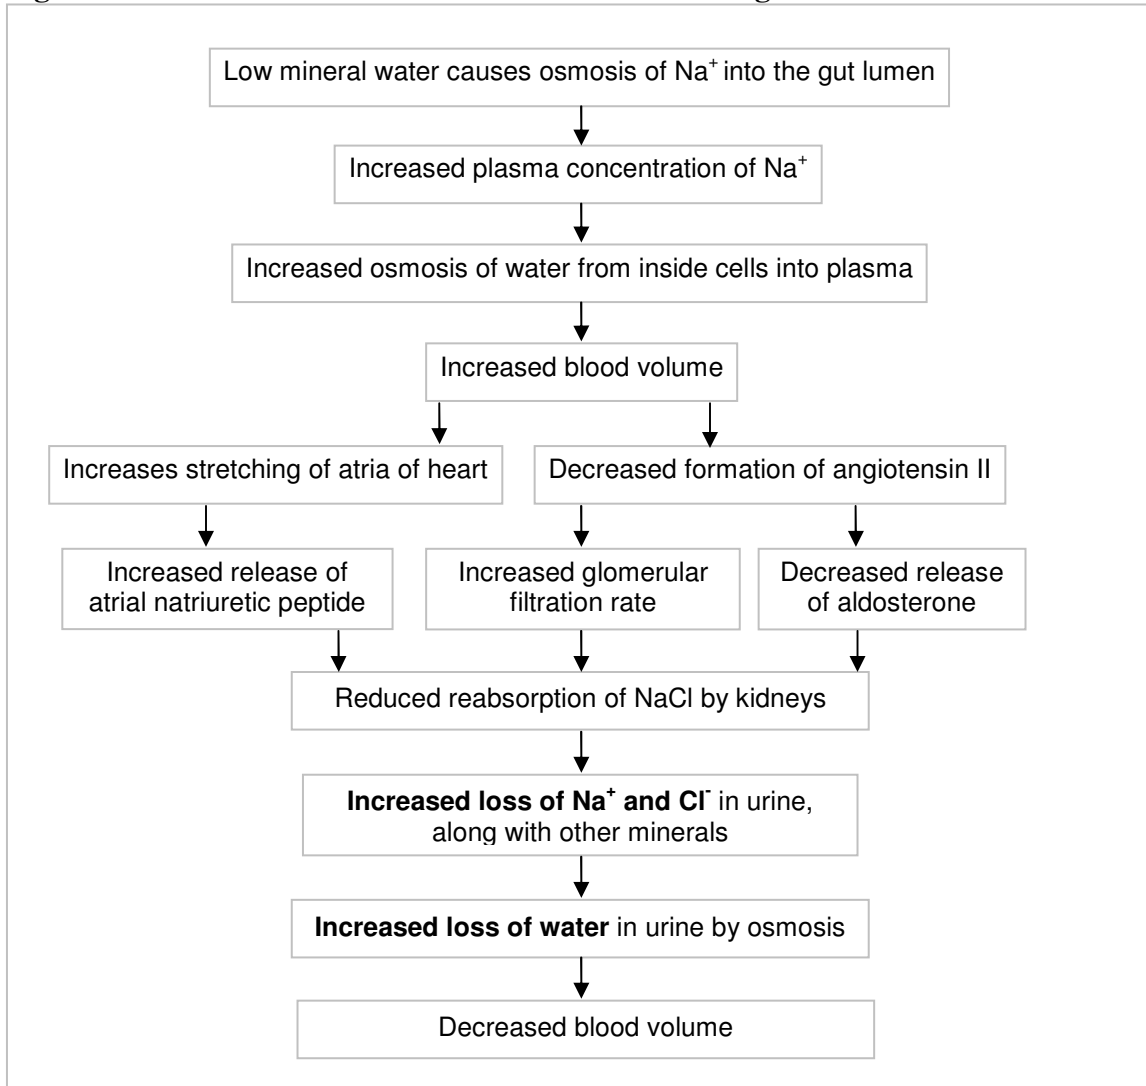 Low mineral water causes osmosis of Na⁺ into the gut lumen
Increased plasma concentration of Na⁺
Increased osmosis of water from inside cells into plasma
Increased blood volume
Increases stretching of atria of heart
Decreased formation of angiotensin II
Increased release of
atrial natriuretic peptide
Increased glomerular
filtration rate
Decreased release
of aldosterone
Reduced reabsorption of NaCl by kidneys
Increased loss of Na⁺ and Cl⁻ in urine,
along with other minerals
Increased loss of water in urine by osmosis
Decreased blood volume